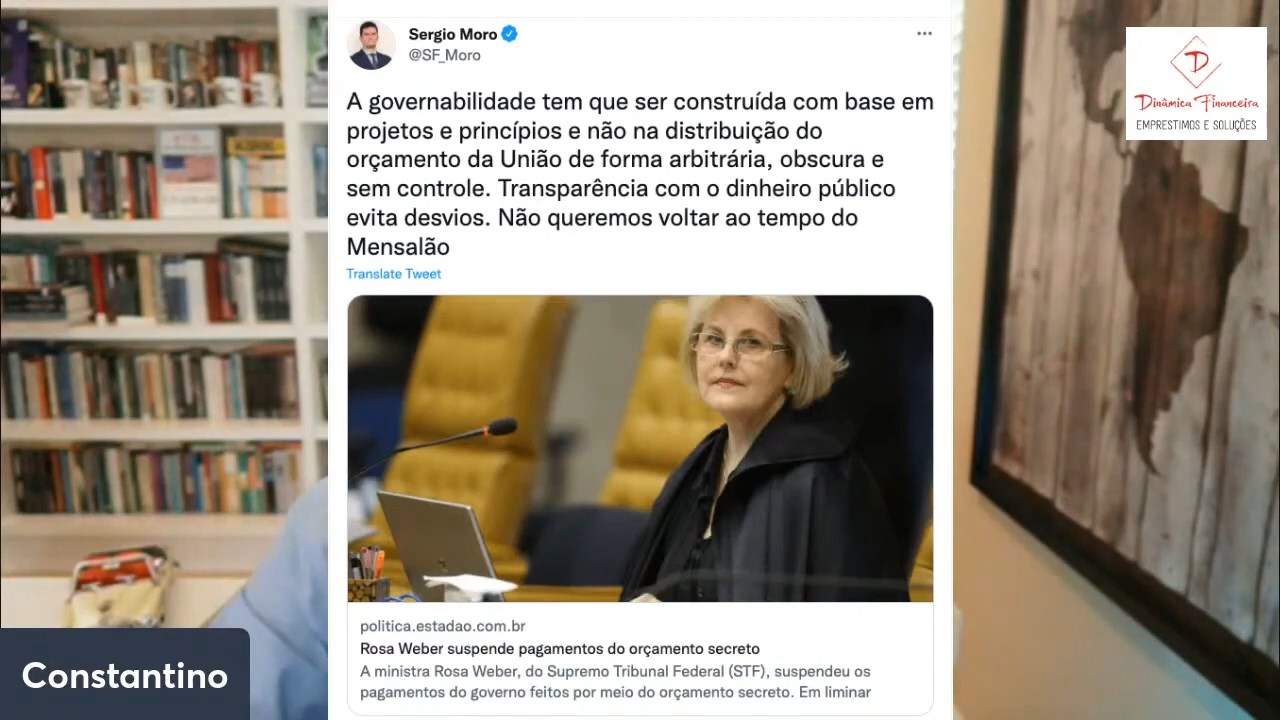 Sergio Moro
@SF_Moro
A governabilidade tem que ser construída com base em
projetos e princípios e não na distribuição do
orçamento da União de forma arbitrária, obscura e
sem controle. Transparência com o dinheiro público
evita desvios. Não queremos voltar ao tempo do
Mensalão
Translate Tweet
politica.estadao.com.br
Rosa Weber suspende pagamentos do orçamento secreto
A ministra Rosa Weber, do Supremo Tribunal Federal (STF), suspendeu os
pagamentos do governo feitos por meio do orçamento secreto. Em liminar
D
Dinâmica Financeira
EMPRESTIMOS E SOLUÇÕES
Constantino